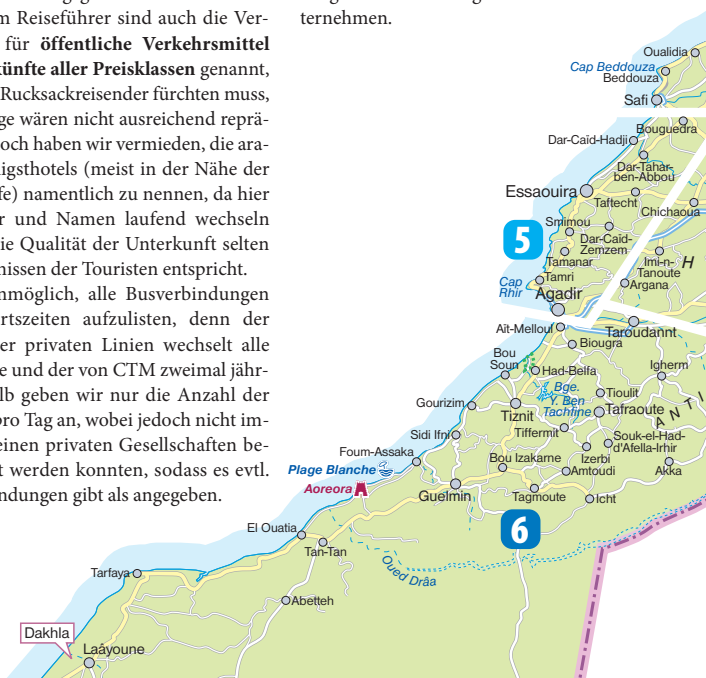 m Reiseführer sind auch die Ver-
für öffentliche Verkehrsmittel
künfte aller Preisklassen genannt,
Rucksackreisender fürchten muss,
ge wären nicht ausreichend reprä-
och haben wir vermieden, die ara-
igsthotels (meist in der Nähe der
fe) namentlich zu nennen, da hier
r und Namen laufend wechseln
ie Qualität der Unterkunft selten
nissen der Touristen entspricht.
nmöglich, alle Busverbindungen
rtszeiten aufzulisten, denn der
er privaten Linien wechselt alle
e und der von CTM zweimal jähr-
lb geben wir nur die Anzahl der
pro Tag an, wobei jedoch nicht im-
einen privaten Gesellschaften be-
t werden konnten, sodass es evtl.
ndungen gibt als angegeben.
ternehmen.
Oualidia
Cap Beddouza
Beddouza
Safi
Bouguedra
Dar-Caïd-Hadji
Dar-Tahar-
ben-Abbou
Essaouira
Taftecht
Chichaoua
Smimou
5
Dar-Caid-
Zemzem
H
Tamanar
Imi-n-
Tanoute
Cap
Rhir
Tamri
Argana
Agadir
Aït-Melloul
Taroudannt
Biougra
Bou
Soun
Had-Belfa
Igherm
Bge.
Y. Ben
Tachfine
Tioulit
Gourizim
Tiznit
Tafraoute
ANTI
Tiffermit
Sidi Ifni
Souk-el-Had-
d'Afella-Irhir
Foum-Assaka
Bou Izakarne
Izerbi
Plage Blanche
Amtoudi
Akka
Aoreora
Guelmin
Tagmoute
Icht
6
El Ouatia
Tan-Tan
Oued Drâa
Tarfaya
Abetteh
Dakhla
Laâyoune